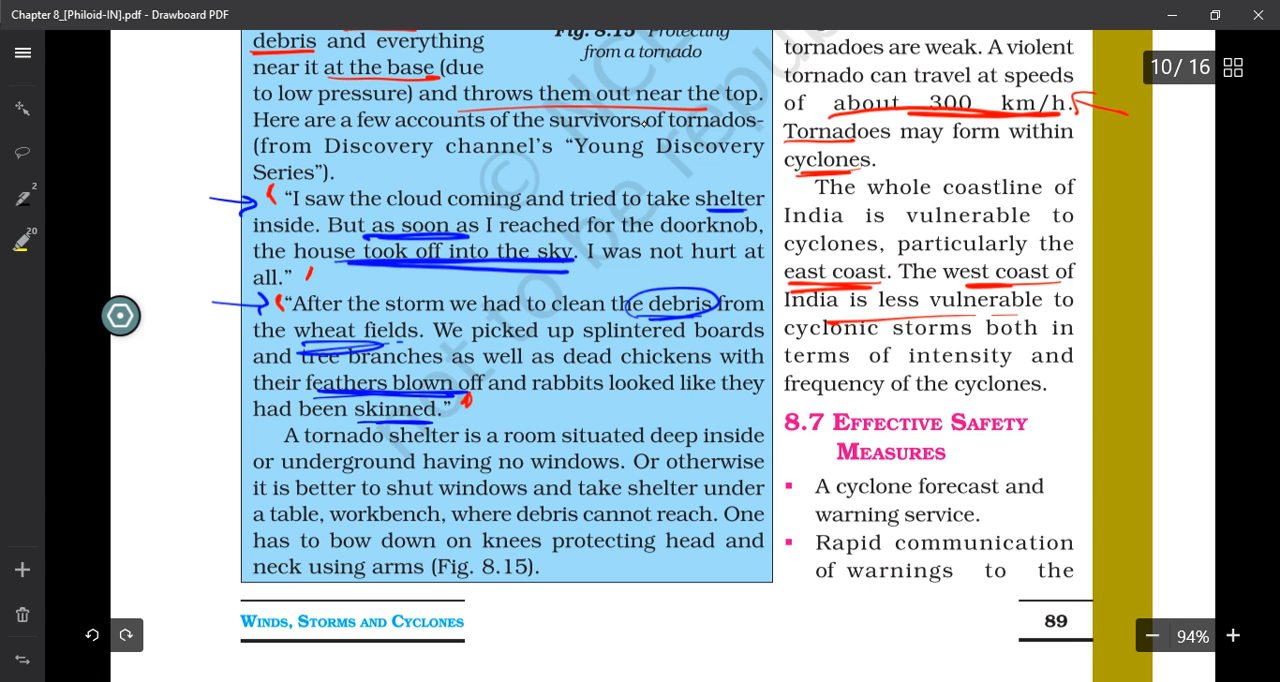 Chapter 8_[Philoid-IN].pdf - Drawboard PDF
debris and everything
near it at the base (due
Fig. 8.15 Protecting
from a tornado
to low pressure) and throws them out near the top.
Here are a few accounts of the survivors of tornados-
(from Discovery channel's "Young Discovery
Series").
"I saw the cloud coming and tried to take shelter
inside. But as soon as I reached for the doorknob,
the house took off into the sky. I was not hurt at
all."
"After the storm we had to clean the debris from
the wheat fields. We picked up splintered boards
and tree branches as well as dead chickens with
their feathers blown off and rabbits looked like they
had been skinned."
A tornado shelter is a room situated deep inside
or underground having no windows. Or otherwise
it is better to shut windows and take shelter under
a table, workbench, where debris cannot reach. One
has to bow down on knees protecting head and
neck using arms (Fig. 8.15).
tornadoes are weak. A violent
tornado can travel at speeds
of about 300 km/h.
Tornadoes may form within
cyclones.
The whole coastline of
India is vulnerable to
cyclones, particularly the
east coast. The west coast of
India is less vulnerable to
cyclonic storms both in
terms of intensity and
frequency of the cyclones.
8.7 EFFECTIVE SAFETY
MEASURES
▪ A cyclone forecast and
warning service.
▪ Rapid communication
of warnings to the
WINDS, STORMS AND CYCLONES
89
10 / 16
2
20
94%